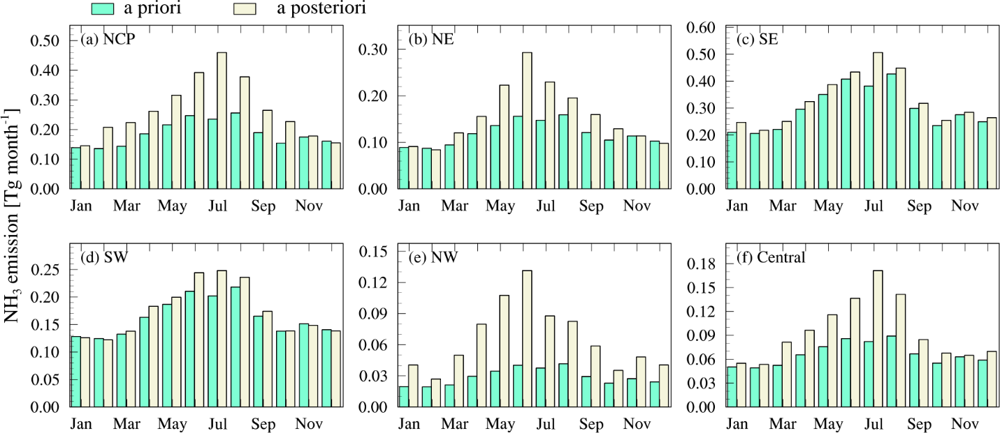 a priori a posteriori
NH3 emission [Tg month-1]
(a) NCP
0.50
0.40
0.30
0.20
0.10
0.00
Jan Mar May Jul Sep Nov
(b) NE
0.30
0.20
0.10
0.00
Jan Mar May Jul Sep Nov
(c) SE
0.60
0.50
0.40
0.30
0.20
0.10
0.00
Jan Mar May Jul Sep Nov
(d) SW
0.25
0.20
0.15
0.10
0.05
0.00
Jan Mar May Jul Sep Nov
(e) NW
0.15
0.12
0.09
0.06
0.03
0.00
Jan Mar May Jul Sep Nov
(f) Central
0.18
0.15
0.12
0.09
0.06
0.03
0.00
Jan Mar May Jul Sep Nov